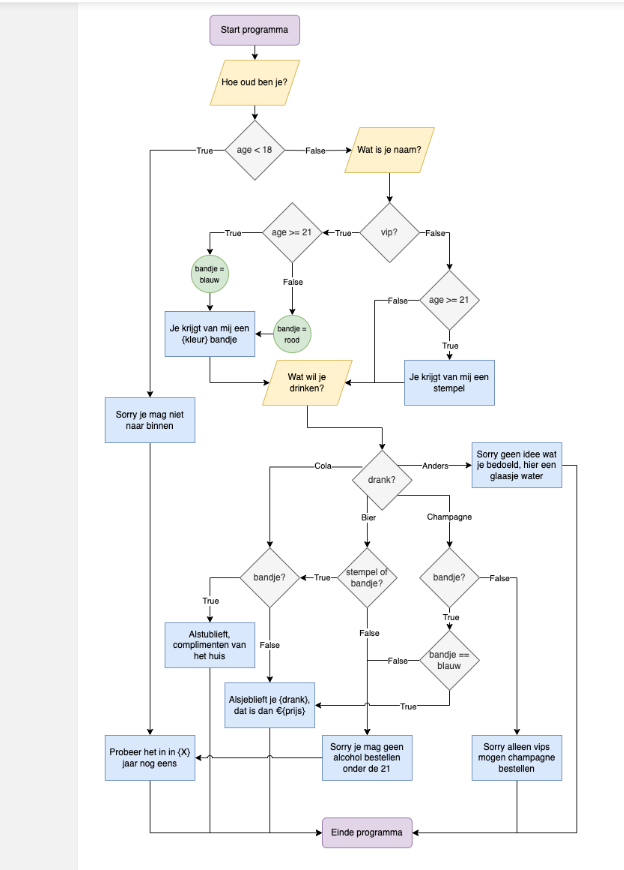 Start programma
Hoe oud ben je?
age < 18
True
False
Wat is je naam?
vip?
True
False
age >= 21
True
False
bandje =
blauw
age >= 21
False
True
bandje =
rood
Je krijgt van mij een
{kleur} bandje
Wat wil je
drinken?
Je krijgt van mij een
stempel
Sorry je mag niet
naar binnen
drank?
Cola
Anders
Bier
Champagne
Sorry geen idee wat
je bedoeld, hier een
glaasje water
bandje?
True
stempel of
bandje?
bandje?
False
True
False
False
True
Alstublieft,
complimenten van
het huis
bandje ==
blauw
False
True
Alsjeblieft je {drank},
dat is dan €{prijs}
Probeer het in in {X}
jaar nog eens
Sorry je mag geen
alcohol bestellen
onder de 21
Sorry alleen vips
mogen champagne
bestellen
Einde programma